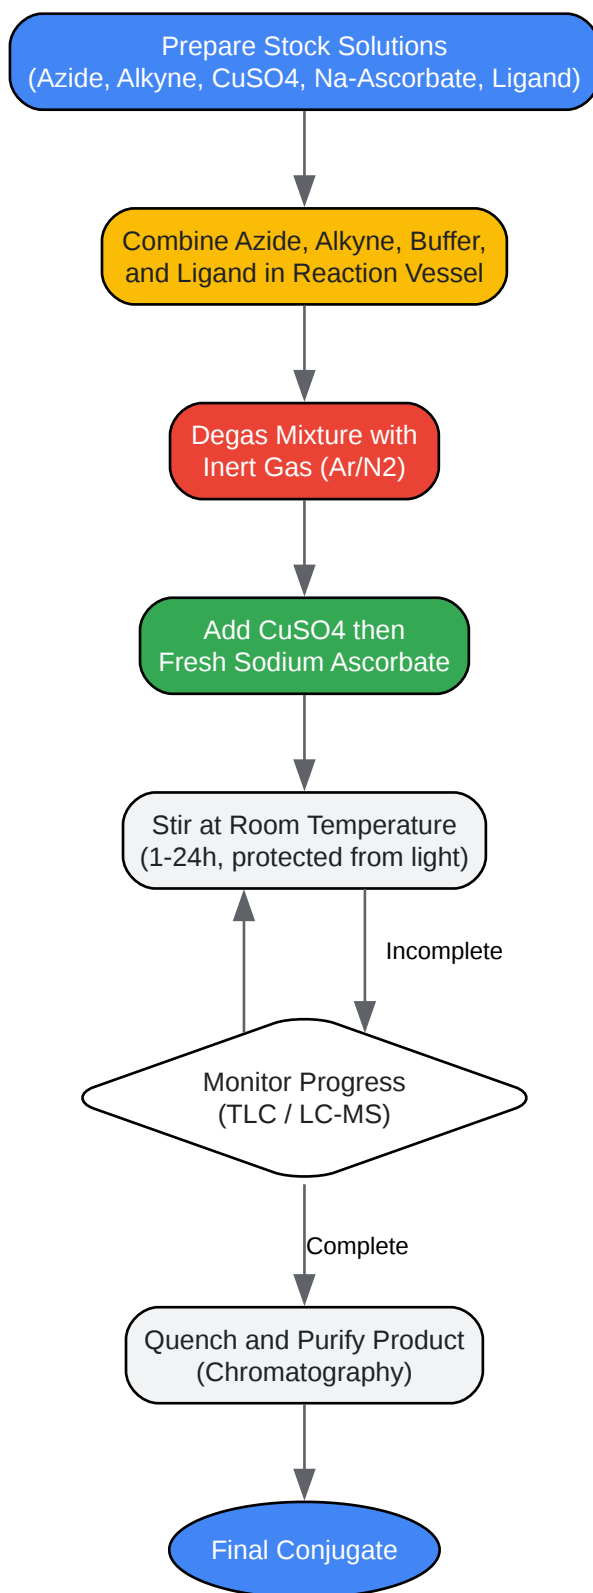 Prepare Stock Solutions
(Azide, Alkyne, CuSO4, Na-Ascorbate, Ligand)
Combine Azide, Alkyne, Buffer,
and Ligand in Reaction Vessel
Degas Mixture with
Inert Gas (Ar/N2)
Add CuSO4 then
Fresh Sodium Ascorbate
Stir at Room Temperature
(1-24h, protected from light)
Incomplete
Monitor Progress
(TLC / LC-MS)
Complete
Quench and Purify Product
(Chromatography)
Final Conjugate